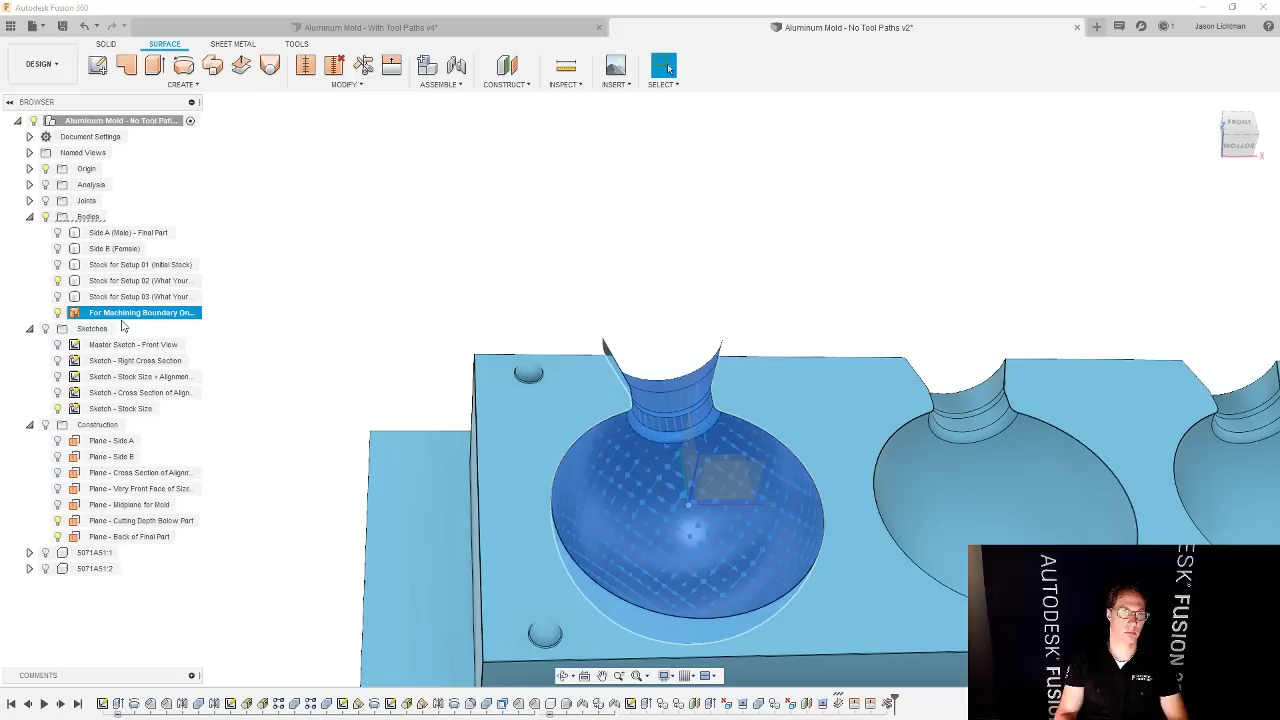 Autodesk Fusion 360
Aluminum Mold - With Tool Paths v4*
Aluminum Mold - No Tool Paths v2*
1
Jason Lichtman
DESIGN
SOLID
SURFACE
SHEET METAL
TOOLS
CREATE
MODIFY
ASSEMBLE
CONSTRUCT
INSPECT
INSERT
SELECT
BROWSER
Aluminum Mold - No Tool Pat...
Document Settings
Named Views
Origin
Analysis
Joints
Bodies
Side A (Male) - Final Part
Side B (Female)
Stock for Setup 01 (Initial Stock)
Stock for Setup 02 (What Your...
Stock for Setup 03 (What Your...
For Machining Boundary On...
Sketches
Master Sketch - Front View
Sketch - Right Cross Section
Sketch - Stock Size + Alignmen...
Sketch - Cross Section of Align...
Sketch - Stock Size
Construction
Plane - Side A
Plane - Side B
Plane - Cross Section of Alignm...
Plane - Very Front Face of Size...
Plane - Midplane for Mold
Plane - Cutting Depth Below Part
Plane - Back of Final Part
5071A51:1
5071A51:2
FRONT
BOTTOM
Z
X
COMMENTS
AUTODESK
DESK FUSION